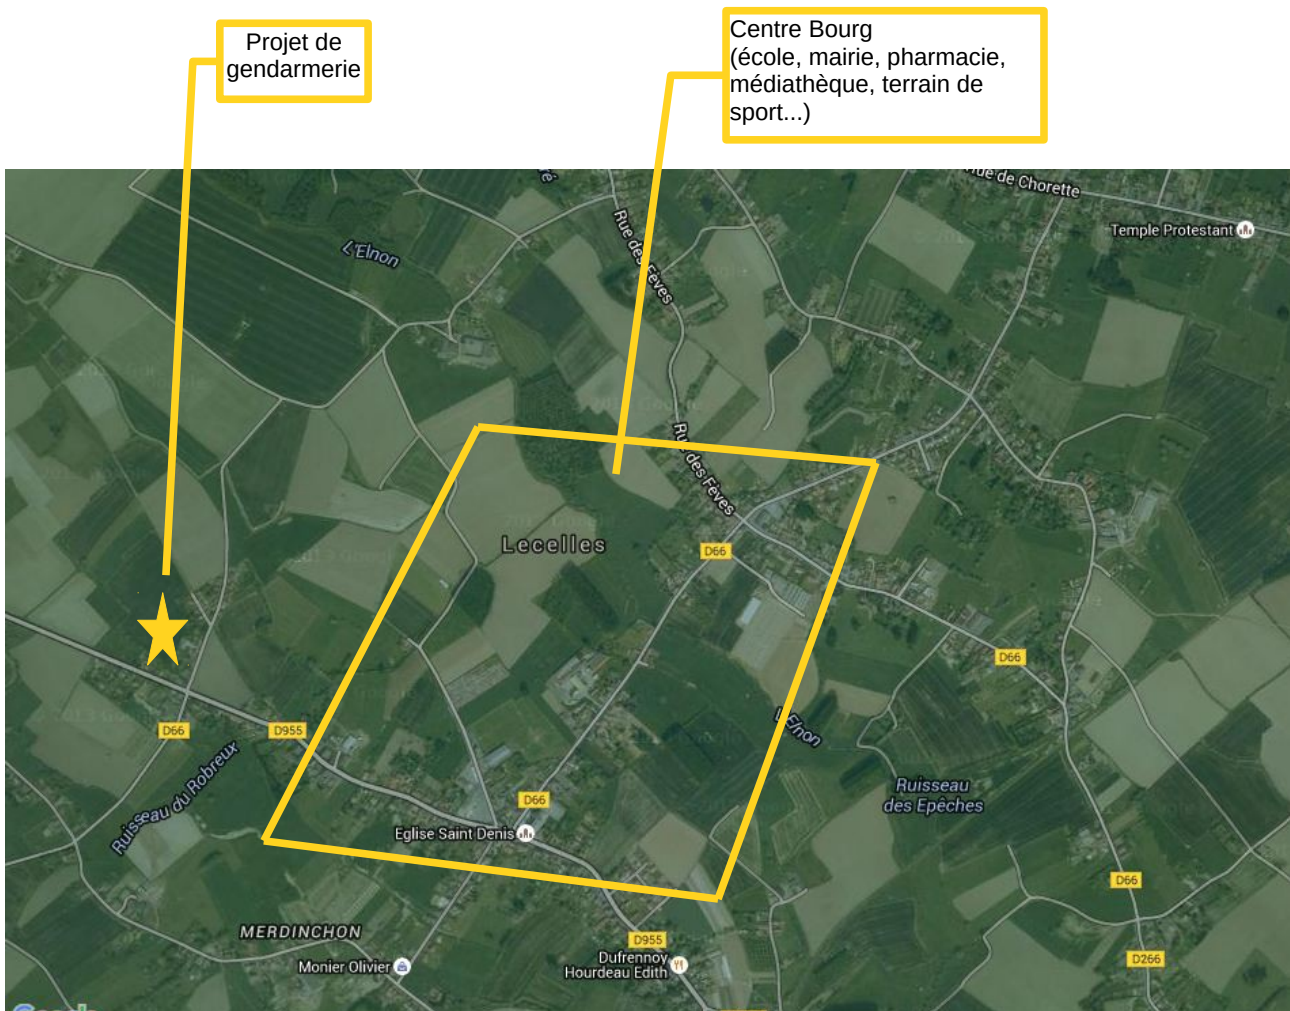 Projet de
gendarmerie
Centre Bourg
(école, mairie, pharmacie,
médiathèque, terrain de
sport...)
Rue de Chorette
Temple Protestant
L'Elnon
Rue des Fèves
Rue des Fèves
Lecelles
D66
D66
D66
D955
L'Elnon
Ruisseau du Robreux
Ruisseau
des Epêches
D66
Eglise Saint Denis
D66
MERDINCHON
D955
Monier Olivier
Dufrennoy
Hourdeau Edith
D266
Google